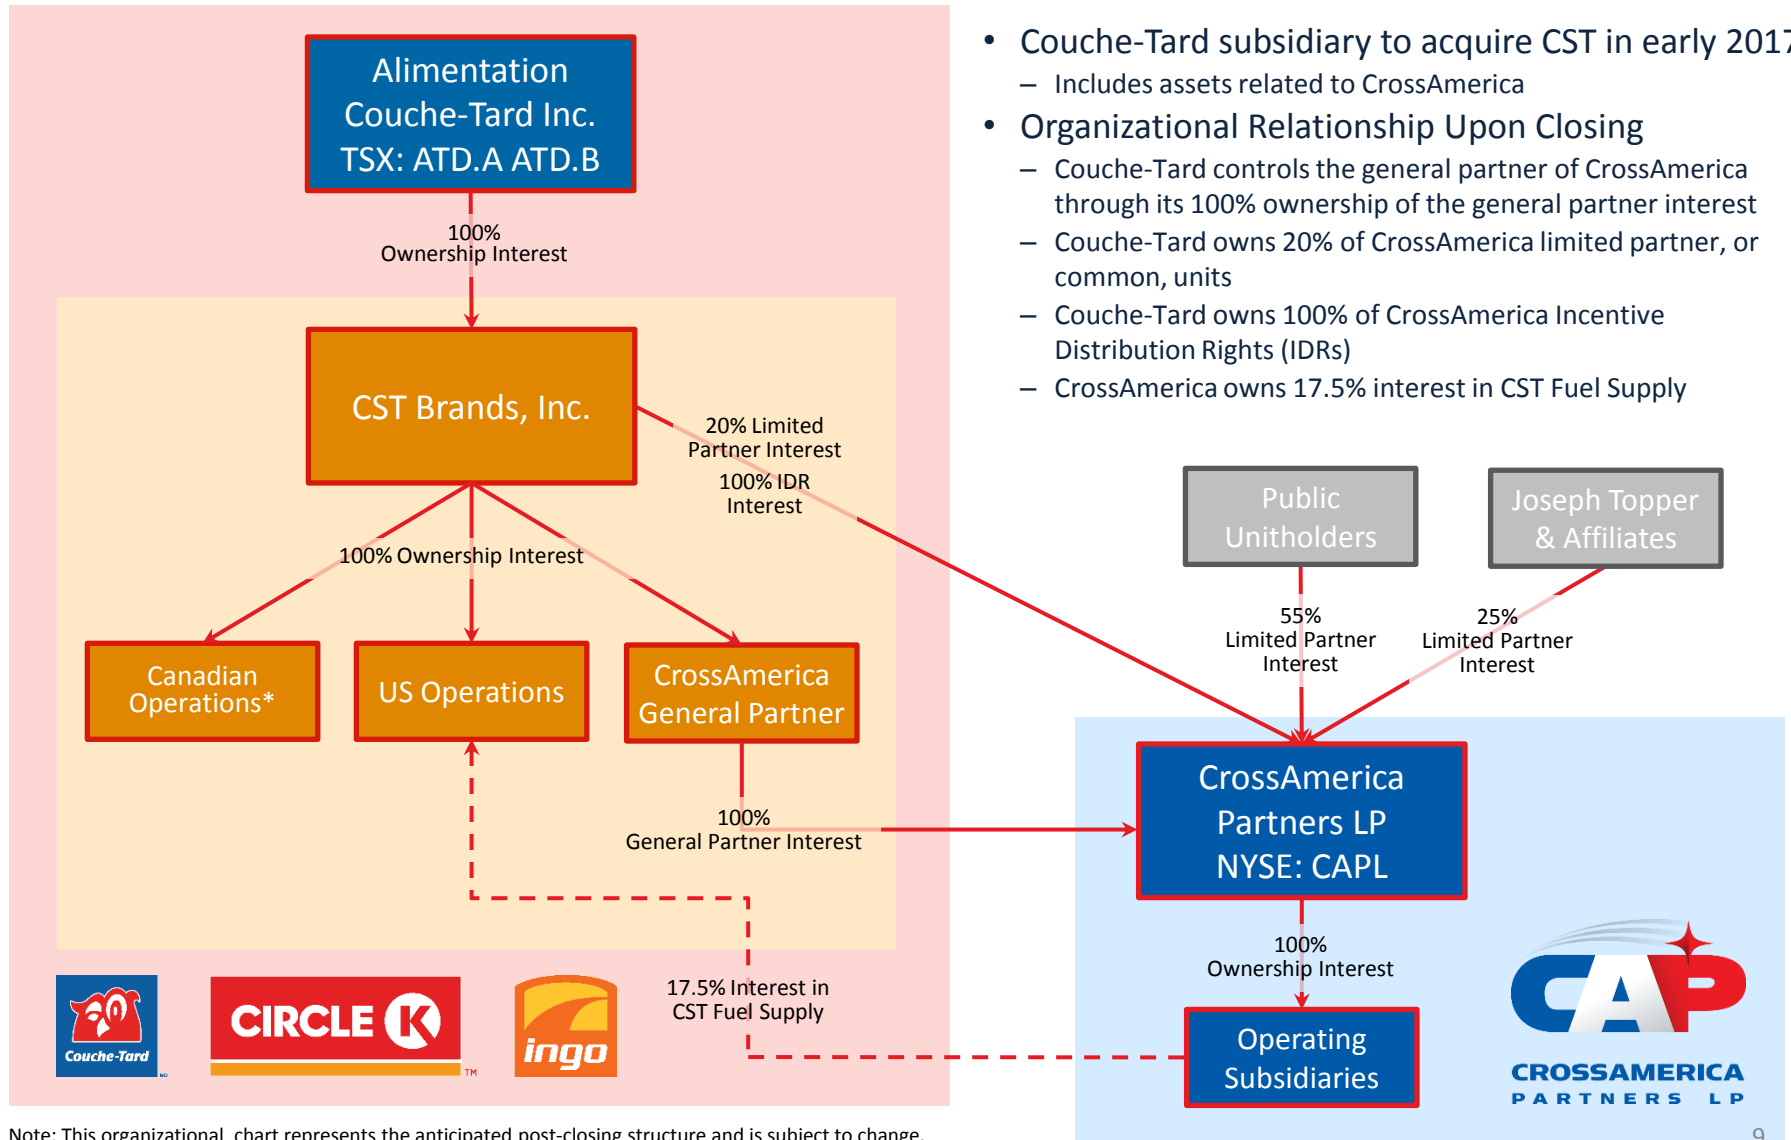 Alimentation
Couche-Tard Inc.
TSX: ATD.A ATD.B
100%
Ownership Interest
CST Brands, Inc.
20% Limited
Partner Interest
100% IDR
Interest
100% Ownership Interest
Canadian
Operations*
US Operations
CrossAmerica
General Partner
100%
General Partner Interest
17.5% Interest in
CST Fuel Supply
Couche-Tard
MD
CIRCLE K
TM
ingo
• Couche-Tard subsidiary to acquire CST in early 2017
– Includes assets related to CrossAmerica
• Organizational Relationship Upon Closing
– Couche-Tard controls the general partner of CrossAmerica
through its 100% ownership of the general partner interest
– Couche-Tard owns 20% of CrossAmerica limited partner, or
common, units
– Couche-Tard owns 100% of CrossAmerica Incentive
Distribution Rights (IDRs)
– CrossAmerica owns 17.5% interest in CST Fuel Supply
Public
Unitholders
Joseph Topper
& Affiliates
55%
Limited Partner
Interest
25%
Limited Partner
Interest
CrossAmerica
Partners LP
NYSE: CAPL
100%
Ownership Interest
Operating
Subsidiaries
CAP
CROSSAMERICA
PARTNERS LP
Note: This organizational chart represents the anticipated post-closing structure and is subject to change.
9